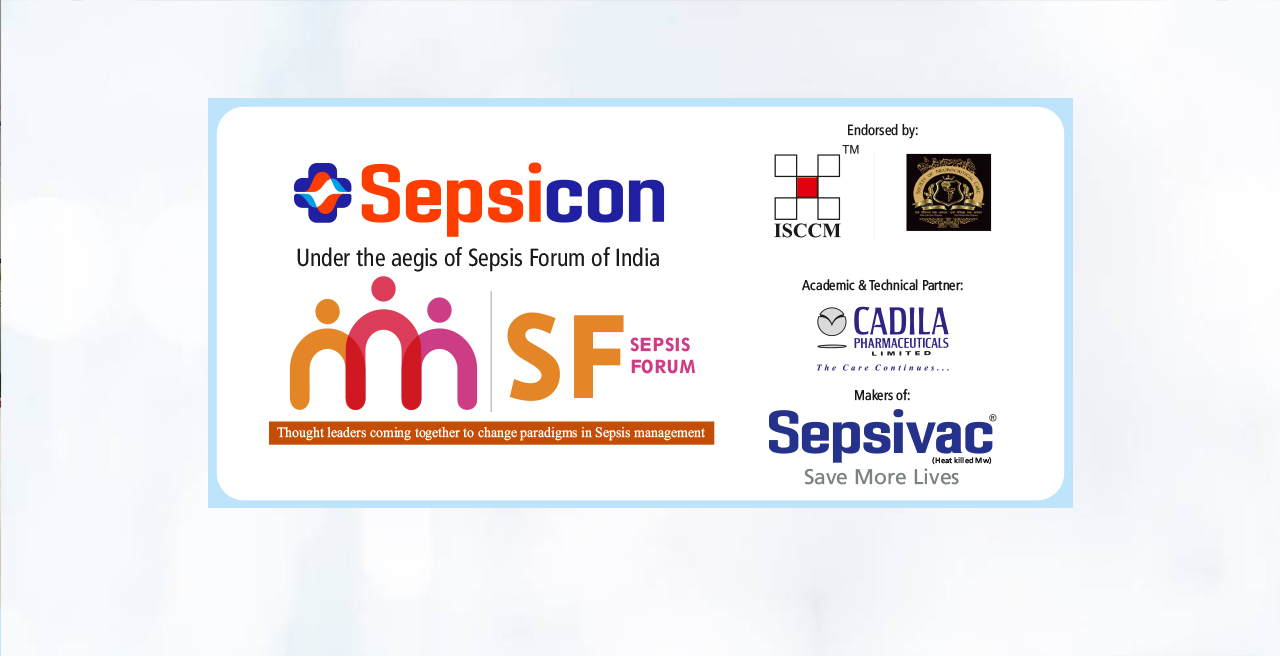 Sepsicon
Under the aegis of Sepsis Forum of India
SF
SEPSIS
FORUM
Thought leaders coming together to change paradigms in Sepsis management
Endorsed by:
TM
ISCCM
Academic & Technical Partner:
CADILA
PHARMACEUTICALS
LIMITED
The Care Continues...
Makers of:
Sepsivac®
(Heat killed Mw)
Save More Lives